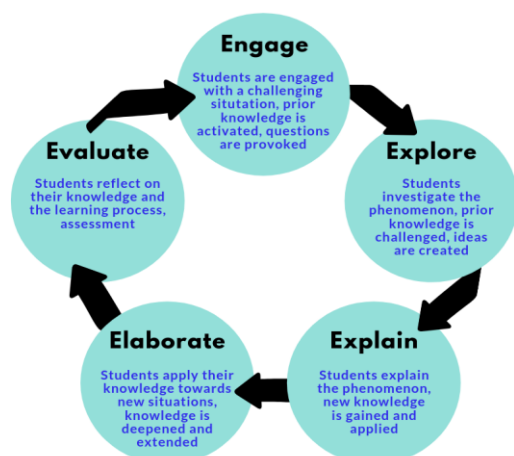 Engage
Students are engaged
with a challenging
situtation, prior
knowledge is
activated, questions
are provoked
Explore
Students
investigate the
phenomenon, prior
knowledge is
challenged, ideas
are created
Explain
Students explain
the phenomenon,
new knowledge
is gained and
applied
Elaborate
Students apply their
knowledge towards
new situations,
knowledge is
deepened and
extended
Evaluate
Students reflect on
their knowledge and
the learning process,
assessment